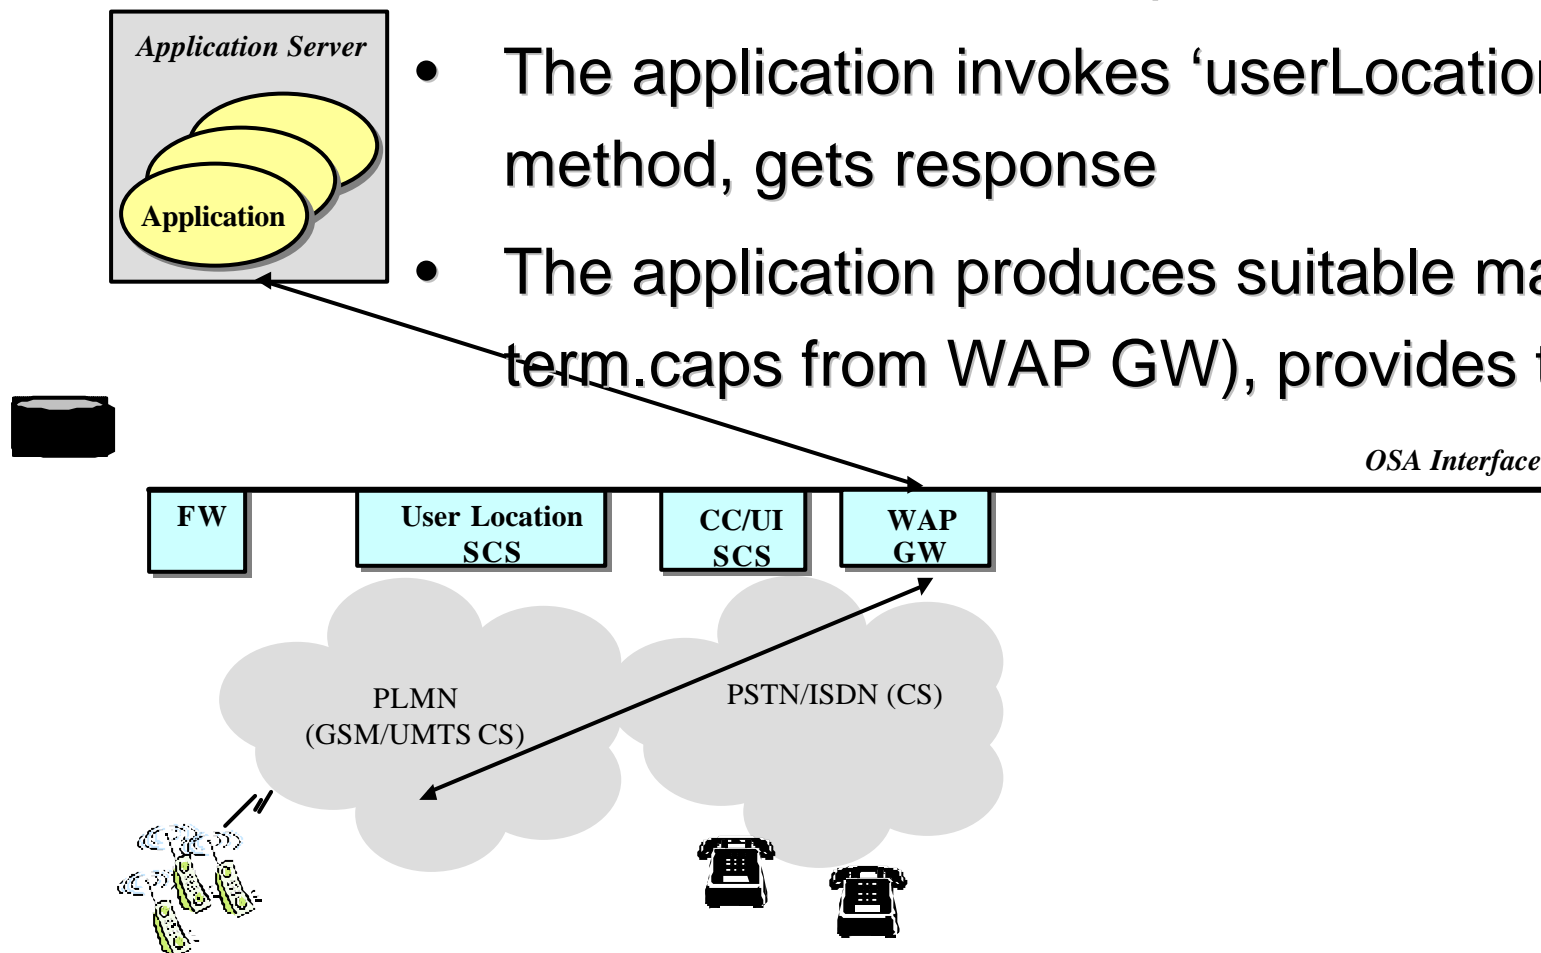 Application Server
Application
• The application invokes ‘userLocation
method, gets response
• The application produces suitable ma
term.caps from WAP GW), provides t
OSA Interface
FW
User Location
SCS
CC/UI
SCS
WAP
GW
PLMN
(GSM/UMTS CS)
PSTN/ISDN (CS)